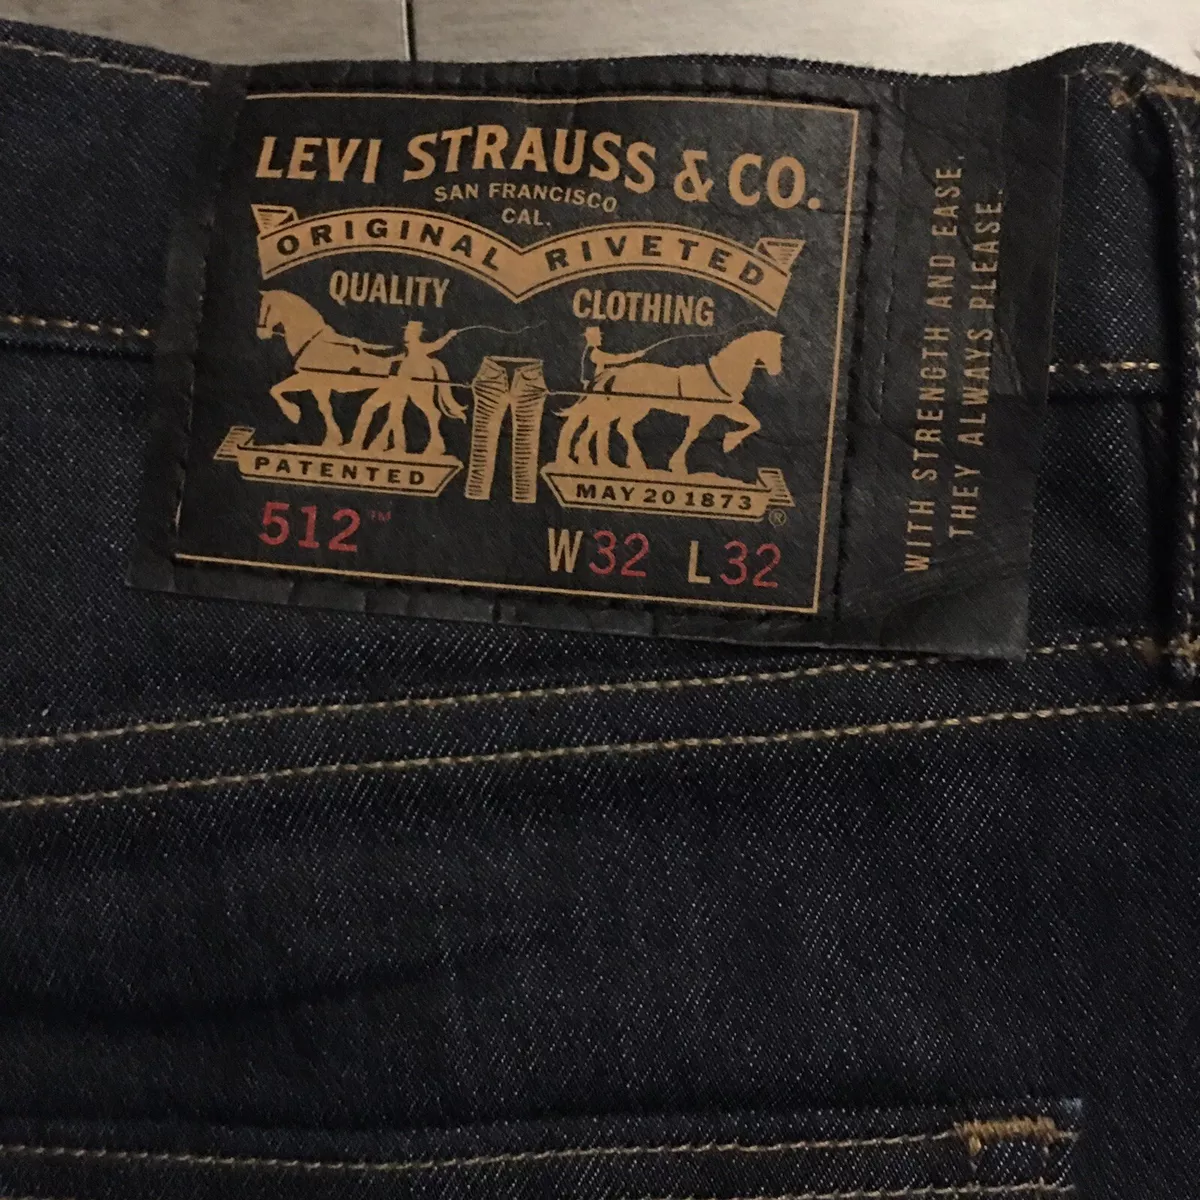 LEVI STRAUSS & CO.
SAN FRANCISCO
CAL.
ORIGINAL RIVETED
QUALITY CLOTHING
PATENTED MAY 20 1873 ®
512™ W32 L32
WITH STRENGTH AND EASE.
THEY ALWAYS PLEASE.